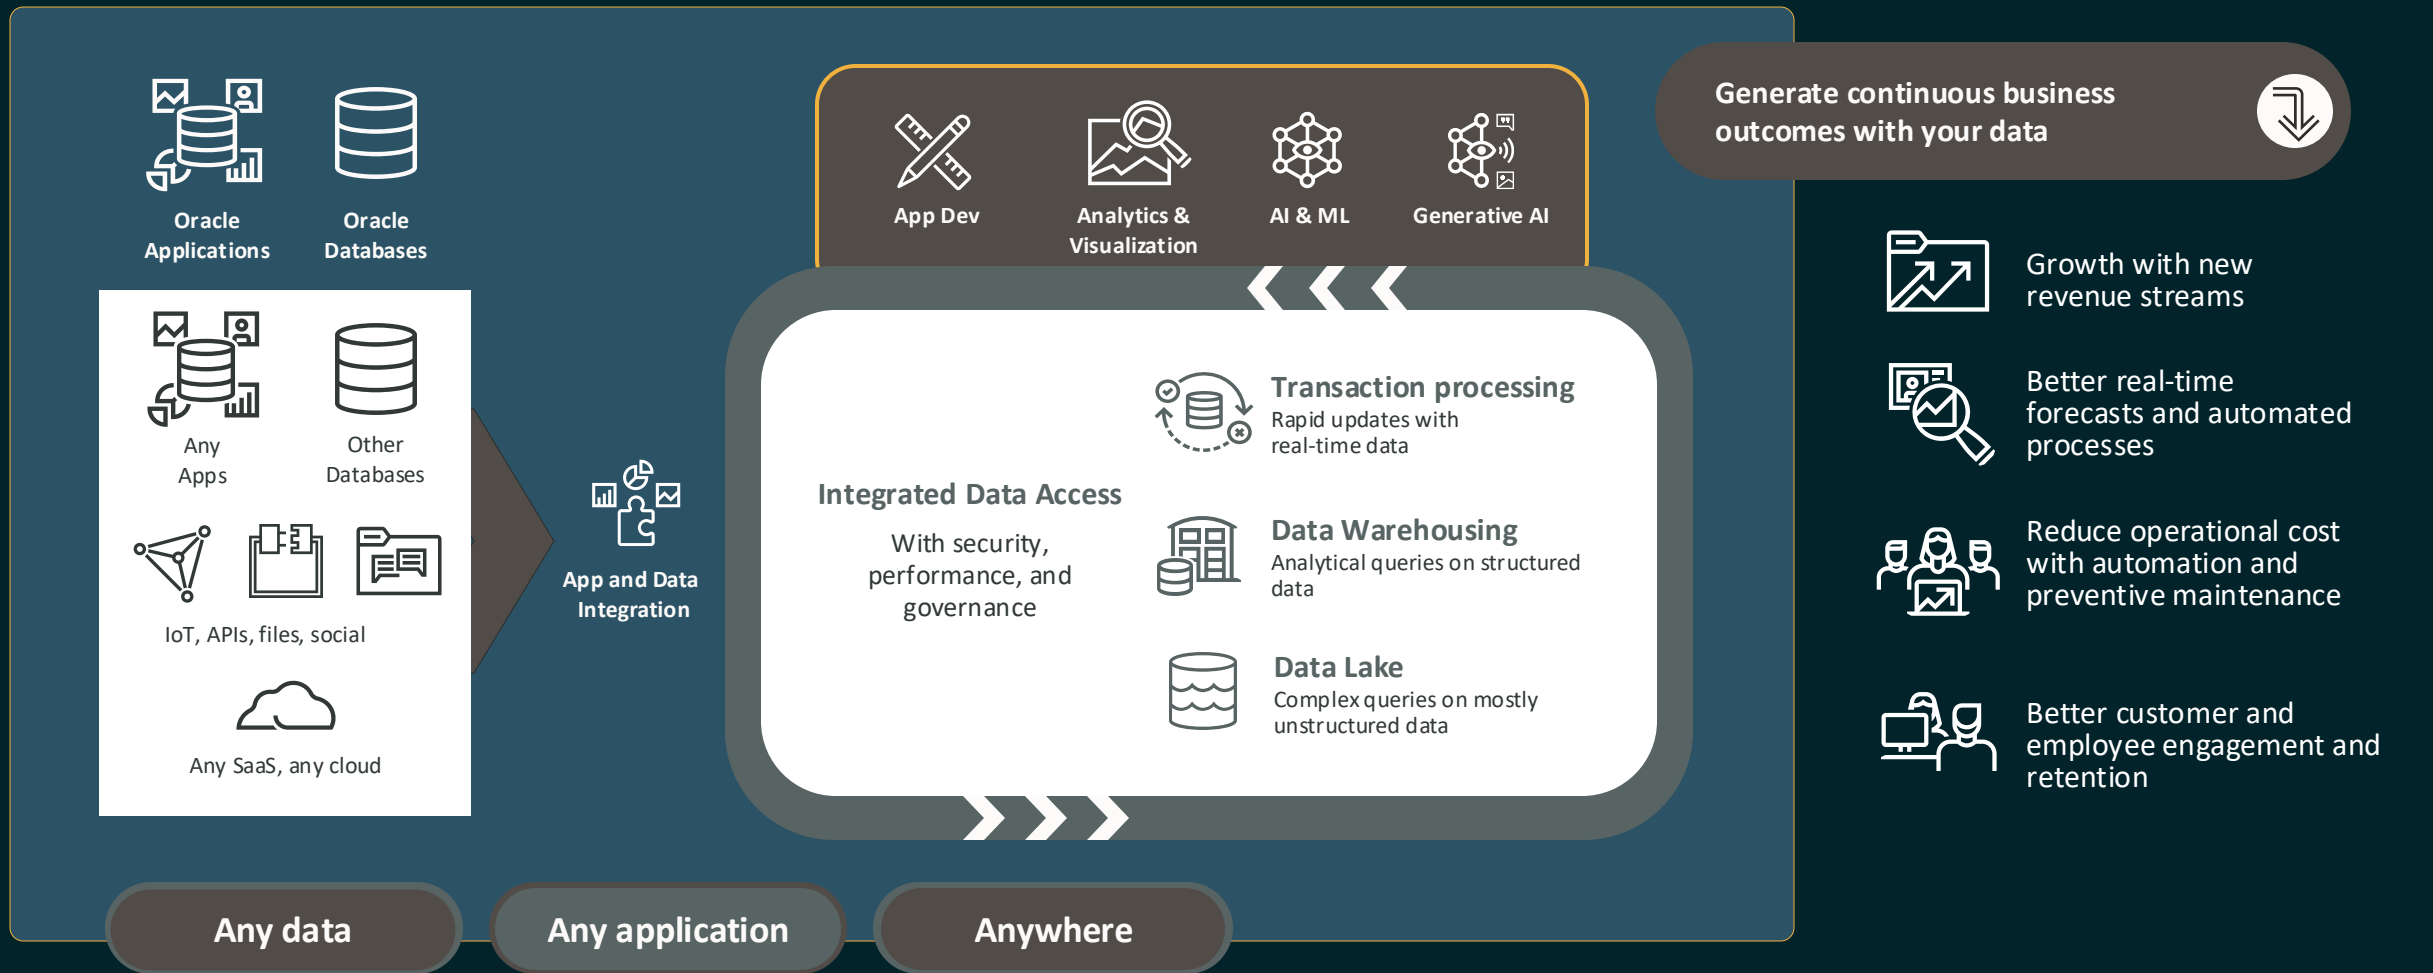 Oracle
Applications
Oracle
Databases
Any
Apps
Other
Databases
IoT, APIs, files, social
Any SaaS, any cloud
App and Data
Integration
App Dev
Analytics &
Visualization
AI & ML
Generative AI
Integrated Data Access
With security,
performance, and
governance
Transaction processing
Rapid updates with
real-time data
Data Warehousing
Analytical queries on structured
data
Data Lake
Complex queries on mostly
unstructured data
Any data
Any application
Anywhere
Generate continuous business
outcomes with your data
Growth with new
revenue streams
Better real-time
forecasts and automated
processes
Reduce operational cost
with automation and
preventive maintenance
Better customer and
employee engagement and
retention